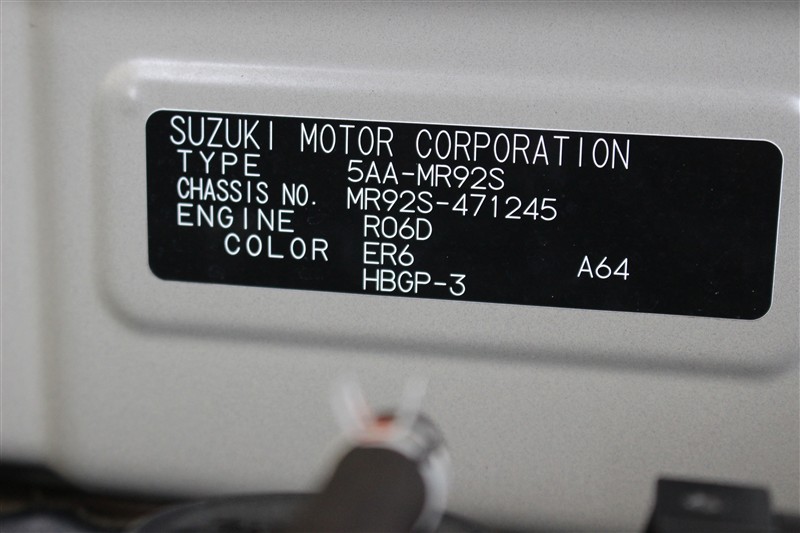 SUZUKI MOTOR CORPORATION
TYPE 5AA-MR92S
CHASSIS NO. MR92S-471245
ENGINE R06D
COLOR ER6 A64
HBGP-3